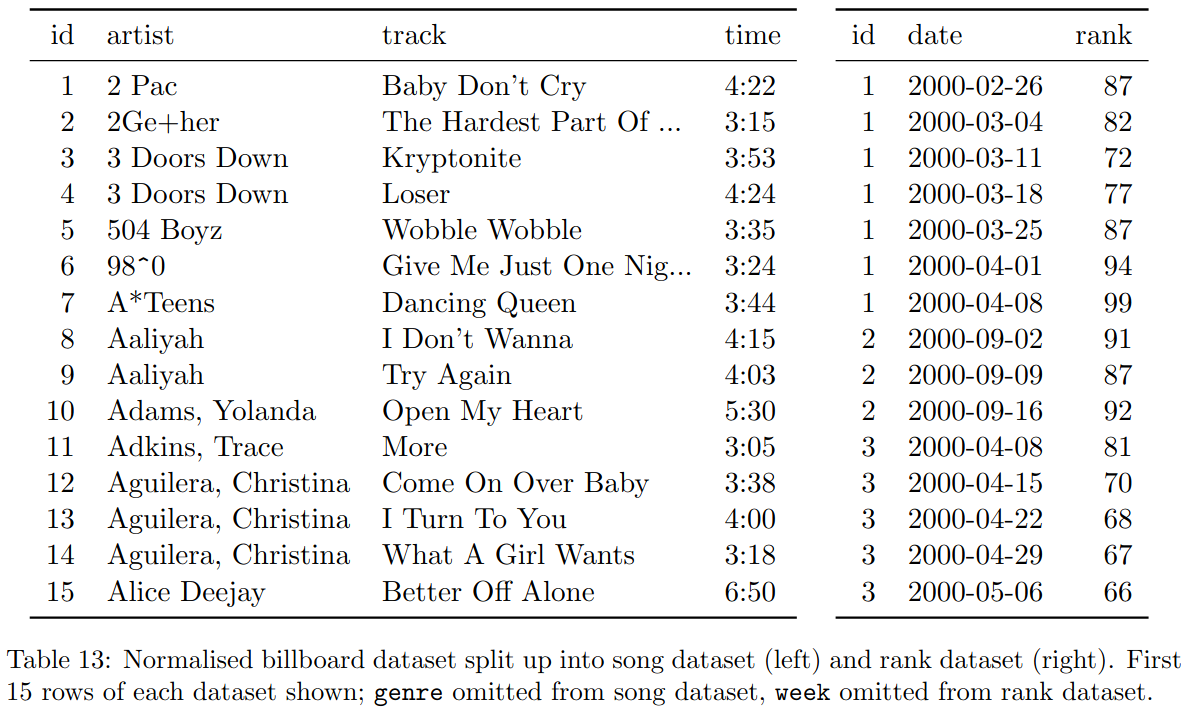 id artist track time id date rank
1 2 Pac Baby Don't Cry 4:22 1 2000-02-26 87
2 2Ge+her The Hardest Part Of ... 3:15 1 2000-03-04 82
3 3 Doors Down Kryptonite 3:53 1 2000-03-11 72
4 3 Doors Down Loser 4:24 1 2000-03-18 77
5 504 Boyz Wobble Wobble 3:35 1 2000-03-25 87
6 98^0 Give Me Just One Nig... 3:24 1 2000-04-01 94
7 A*Teens Dancing Queen 3:44 1 2000-04-08 99
8 Aaliyah I Don't Wanna 4:15 2 2000-09-02 91
9 Aaliyah Try Again 4:03 2 2000-09-09 87
10 Adams, Yolanda Open My Heart 5:30 2 2000-09-16 92
11 Adkins, Trace More 3:05 3 2000-04-08 81
12 Aguilera, Christina Come On Over Baby 3:38 3 2000-04-15 70
13 Aguilera, Christina I Turn To You 4:00 3 2000-04-22 68
14 Aguilera, Christina What A Girl Wants 3:18 3 2000-04-29 67
15 Alice Deejay Better Off Alone 6:50 3 2000-05-06 66
Table 13: Normalised billboard dataset split up into song dataset (left) and rank dataset (right). First
15 rows of each dataset shown; genre omitted from song dataset, week omitted from rank dataset.